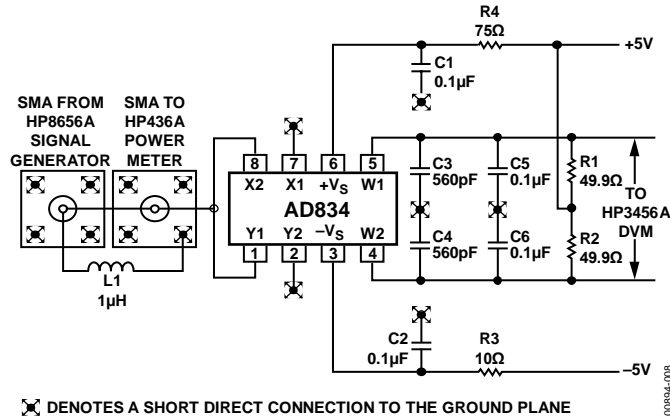 R4
75Ω
+5V
C1
0.1µF
SMA FROM
HP8656A
SIGNAL
GENERATOR
SMA TO
HP436A
POWER
METER
8
7
6
5
X2
X1
+VS
W1
AD834
Y1
Y2
–VS
W2
1
2
3
4
C3
560pF
C5
0.1µF
R1
49.9Ω
C4
560pF
C6
0.1µF
R2
49.9Ω
TO
HP3456A
DVM
L1
1µH
C2
0.1µF
R3
10Ω
–5V
DENOTES A SHORT DIRECT CONNECTION TO THE GROUND PLANE
00894-008